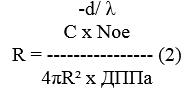 -d/ λ
C x Noe
R = ---------------- (2)
4πR² x ДППа